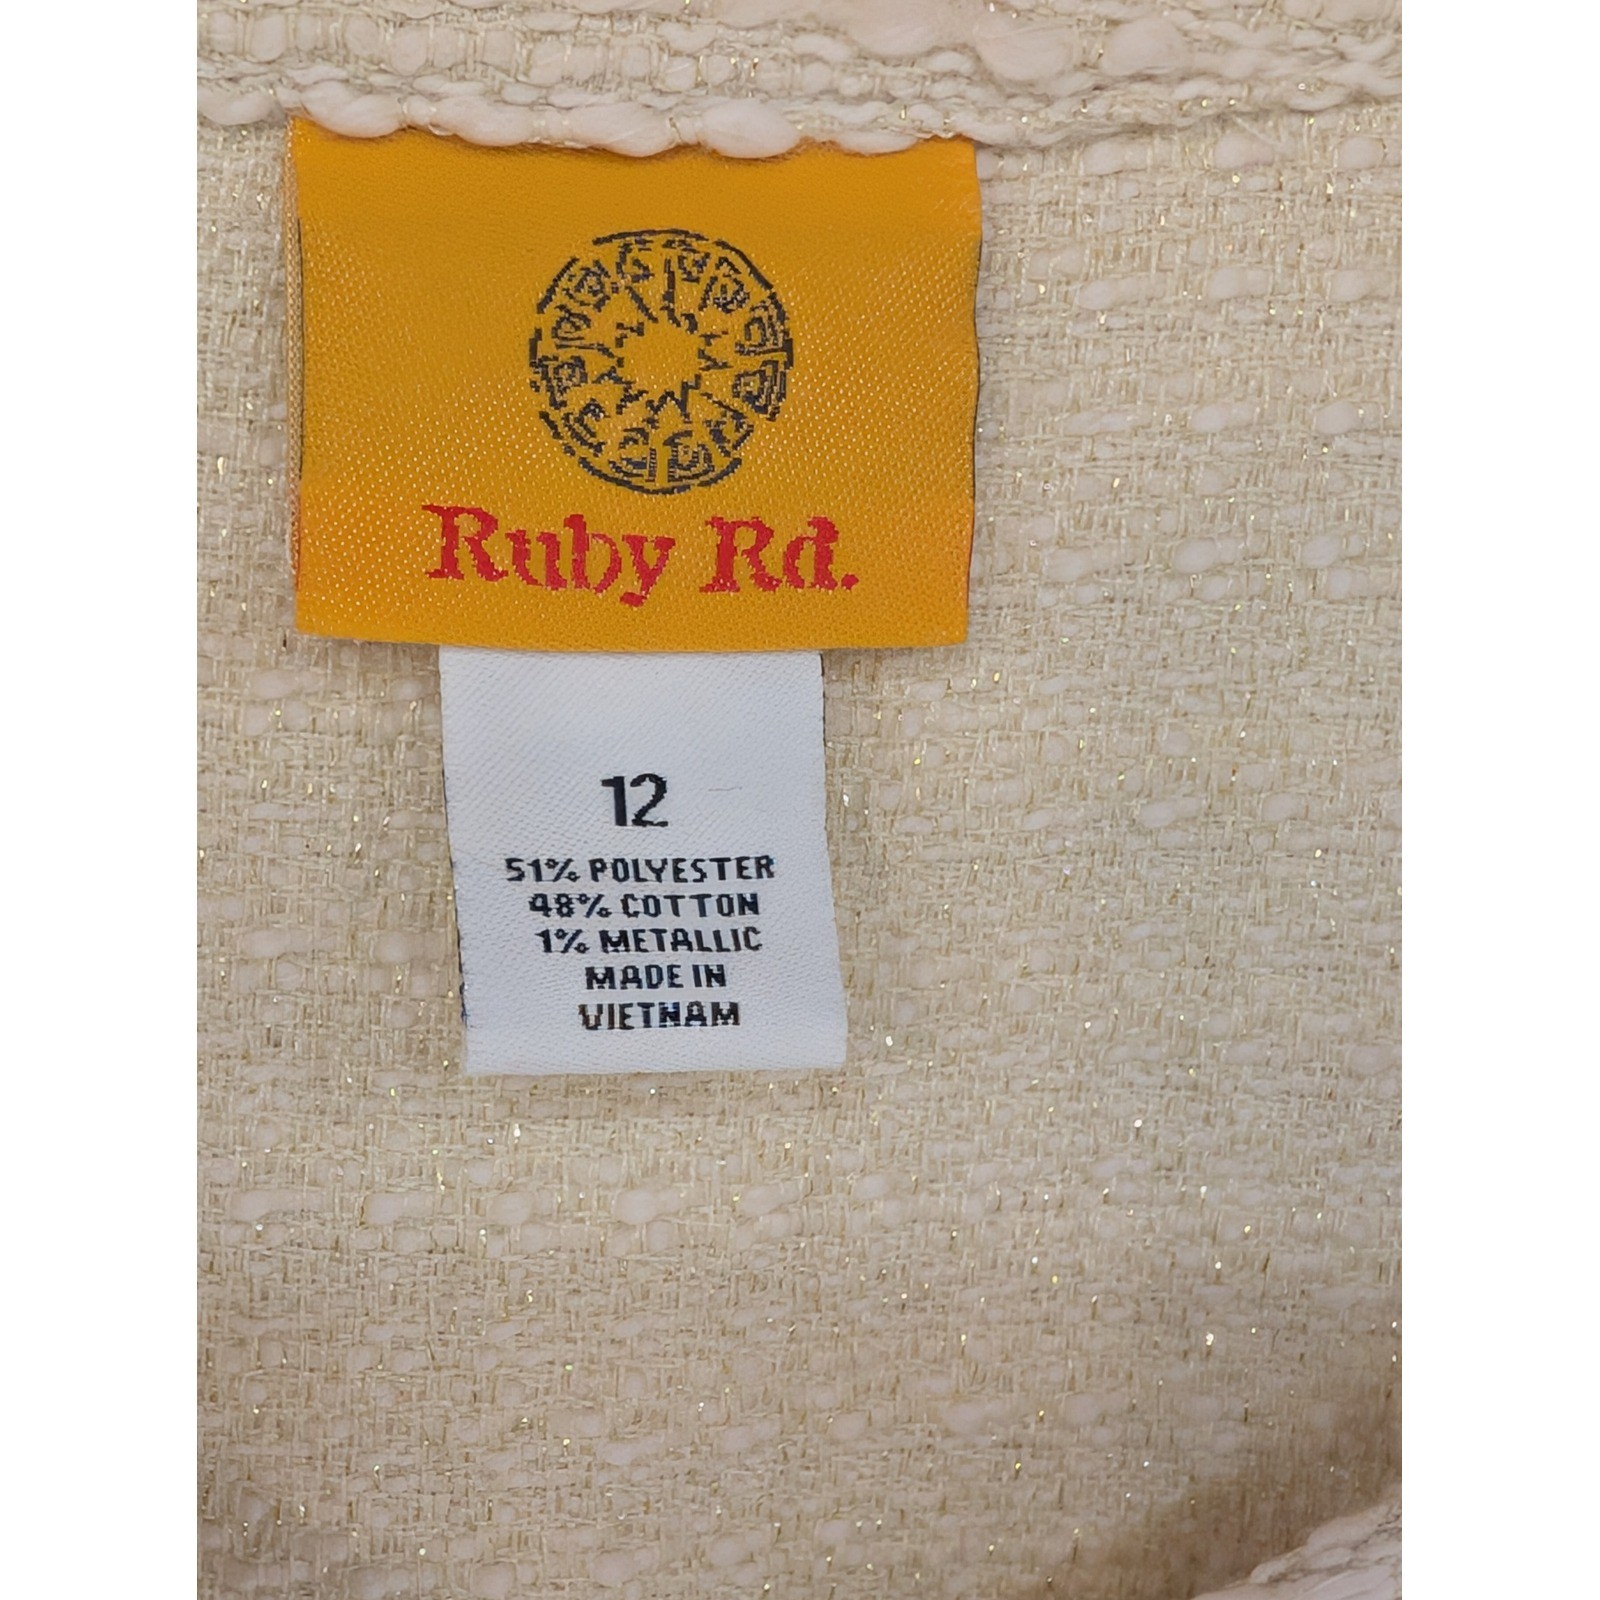 Ruby Rd.
12
51% POLYESTER
48% COTTON
1% METALLIC
MADE IN
VIETNAM